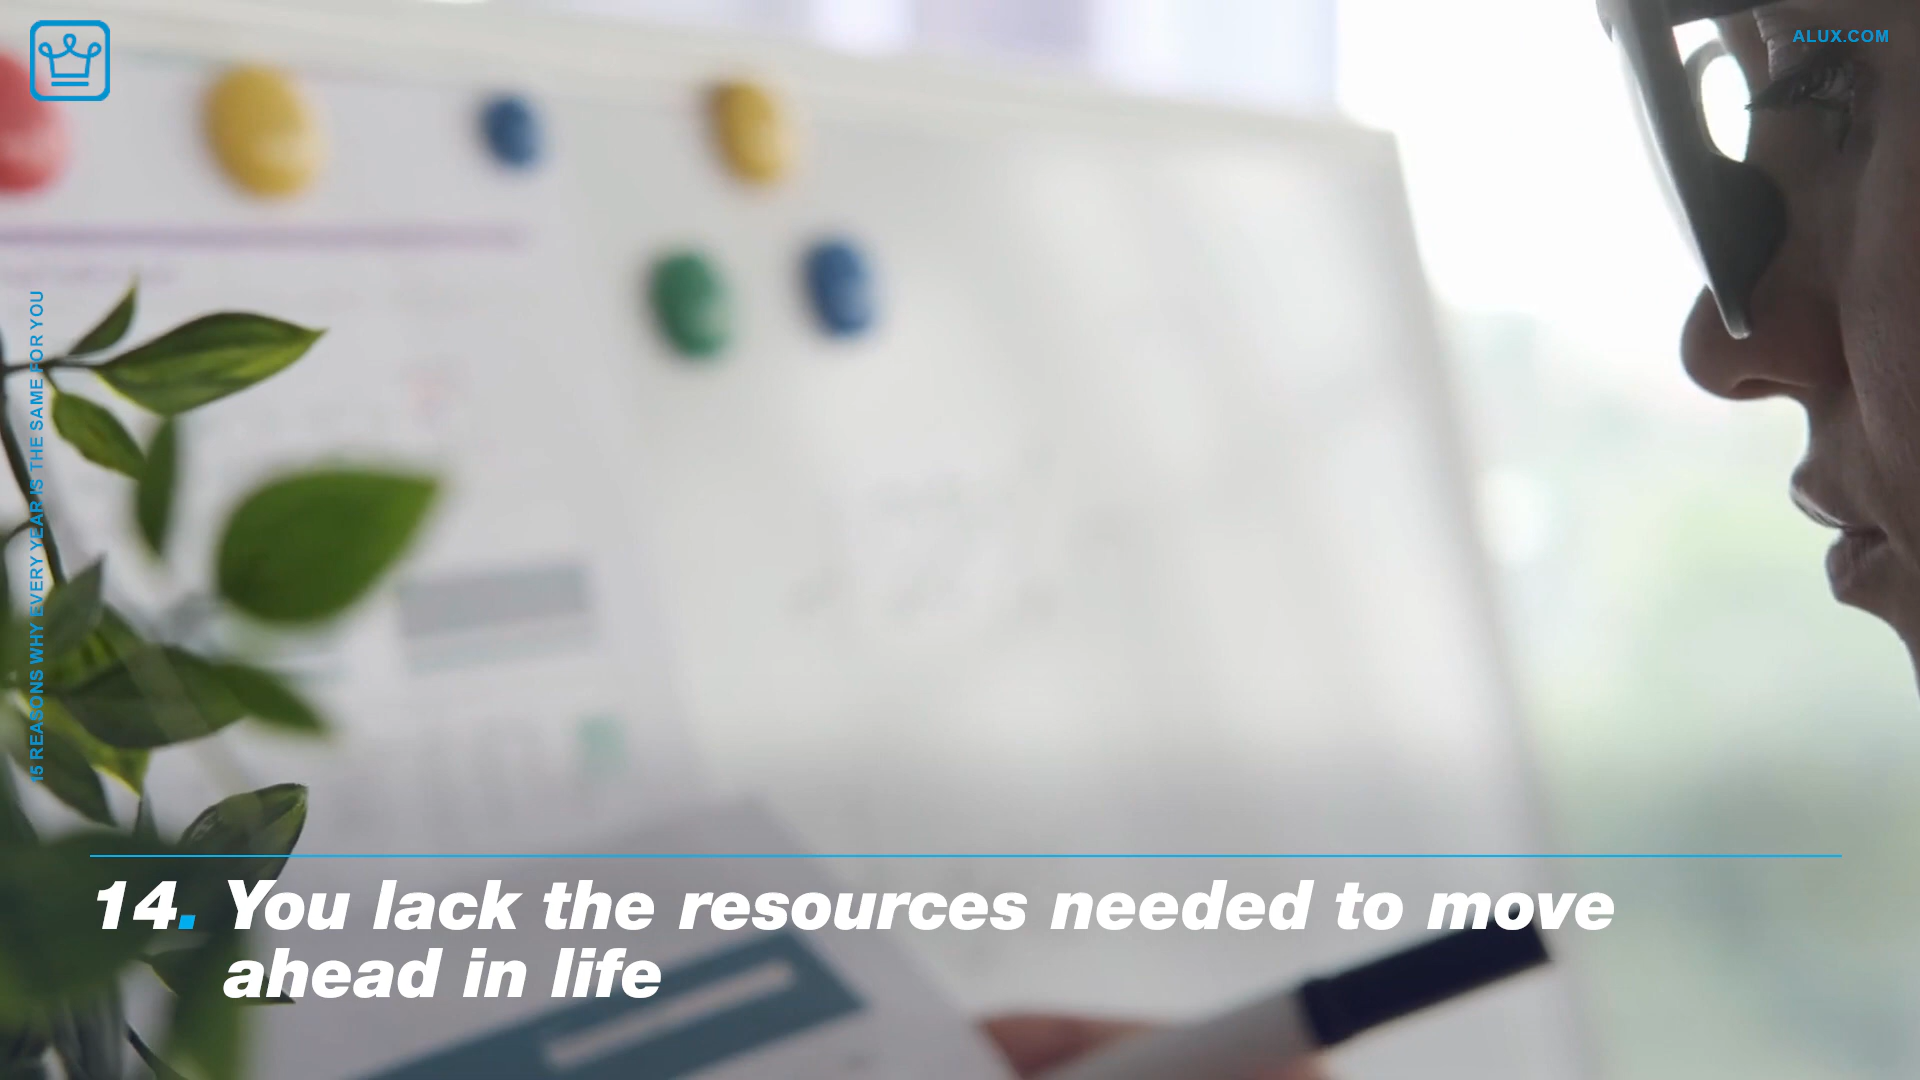 ALUX.COM
15 REASONS WHY EVERY YEAR IS THE SAME FOR YOU
14. You lack the resources needed to move
ahead in life